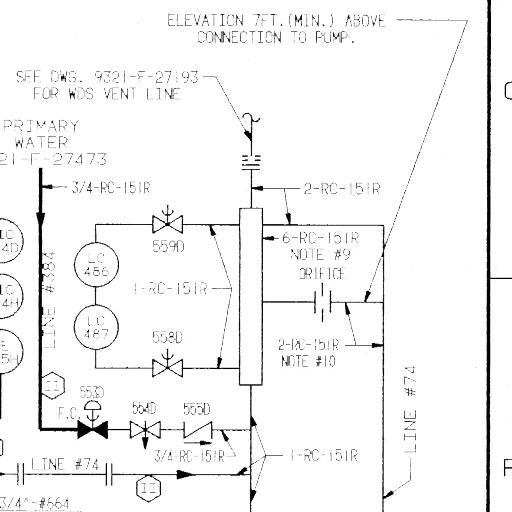 ELEVATION 7FT.(MIN.) ABOVE
CONNECTION TO PUMP.
SEE DWG. 9321-F-27193
FOR WDS VENT LINE
PRIMARY
WATER
21-F-27473
3/4-RC-151R
2-RC-151R
559D
6-RC-151R
NOTE #9
ORIFICE
LC
486
1-RC-151R
LC
487
LINE #384
558D
2-RC-151R
NOTE #10
II
553D
F.C.
554D
555D
3/4-RC-151R
1-RC-151R
LINE #74
LINE #74
II
3/4"-#664
LC
4D
LC
4H
E
5H